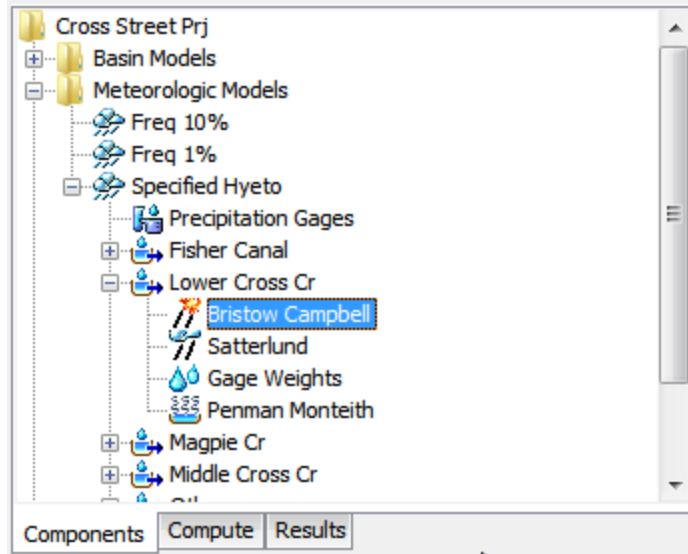 Cross Street Prj
Basin Models
Meteorologic Models
Freq 10%
Freq 1%
Specified Hyeto
Precipitation Gages
Fisher Canal
Lower Cross Cr
Bristow Campbell
Satterlund
Gage Weights
Penman Monteith
Magpie Cr
Middle Cross Cr
Components Compute Results